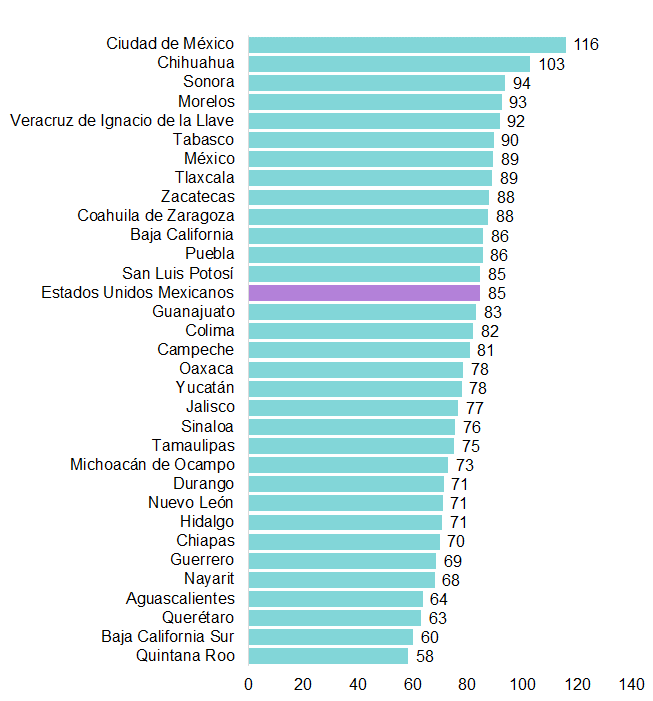 Ciudad de México 116
Chihuahua 103
Sonora 94
Morelos 93
Veracruz de Ignacio de la Llave 92
Tabasco 90
México 89
Tlaxcala 89
Zacatecas 88
Coahuila de Zaragoza 88
Baja California 86
Puebla 86
San Luis Potosí 85
Estados Unidos Mexicanos 85
Guanajuato 83
Colima 82
Campeche 81
Oaxaca 78
Yucatán 78
Jalisco 77
Sinaloa 76
Tamaulipas 75
Michoacán de Ocampo 73
Durango 71
Nuevo León 71
Hidalgo 71
Chiapas 70
Guerrero 69
Nayarit 68
Aguascalientes 64
Querétaro 63
Baja California Sur 60
Quintana Roo 58
0 20 40 60 80 100 120 140